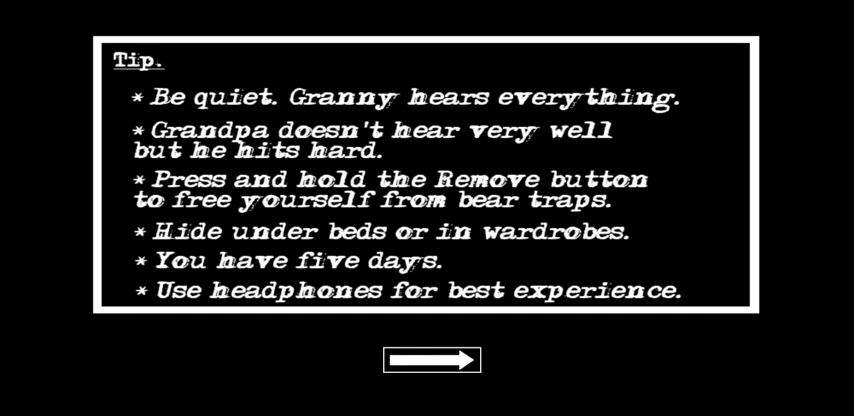 Tip.
* Be quiet. Granny hears everything.
* Grandpa doesn't hear very well
but he hits hard.
* Press and hold the Remove button
to free yourself from bear traps.
* Hide under beds or in wardrobes.
* You have five days.
* Use headphones for best experience.